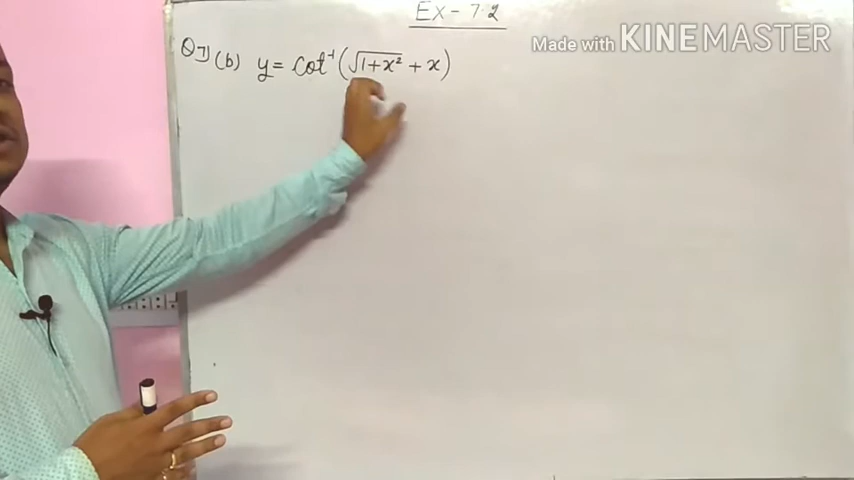 Ex - 7.2
Made with KINEMASTER
Q7] (b) y = cot⁻¹(√1+x² + x)